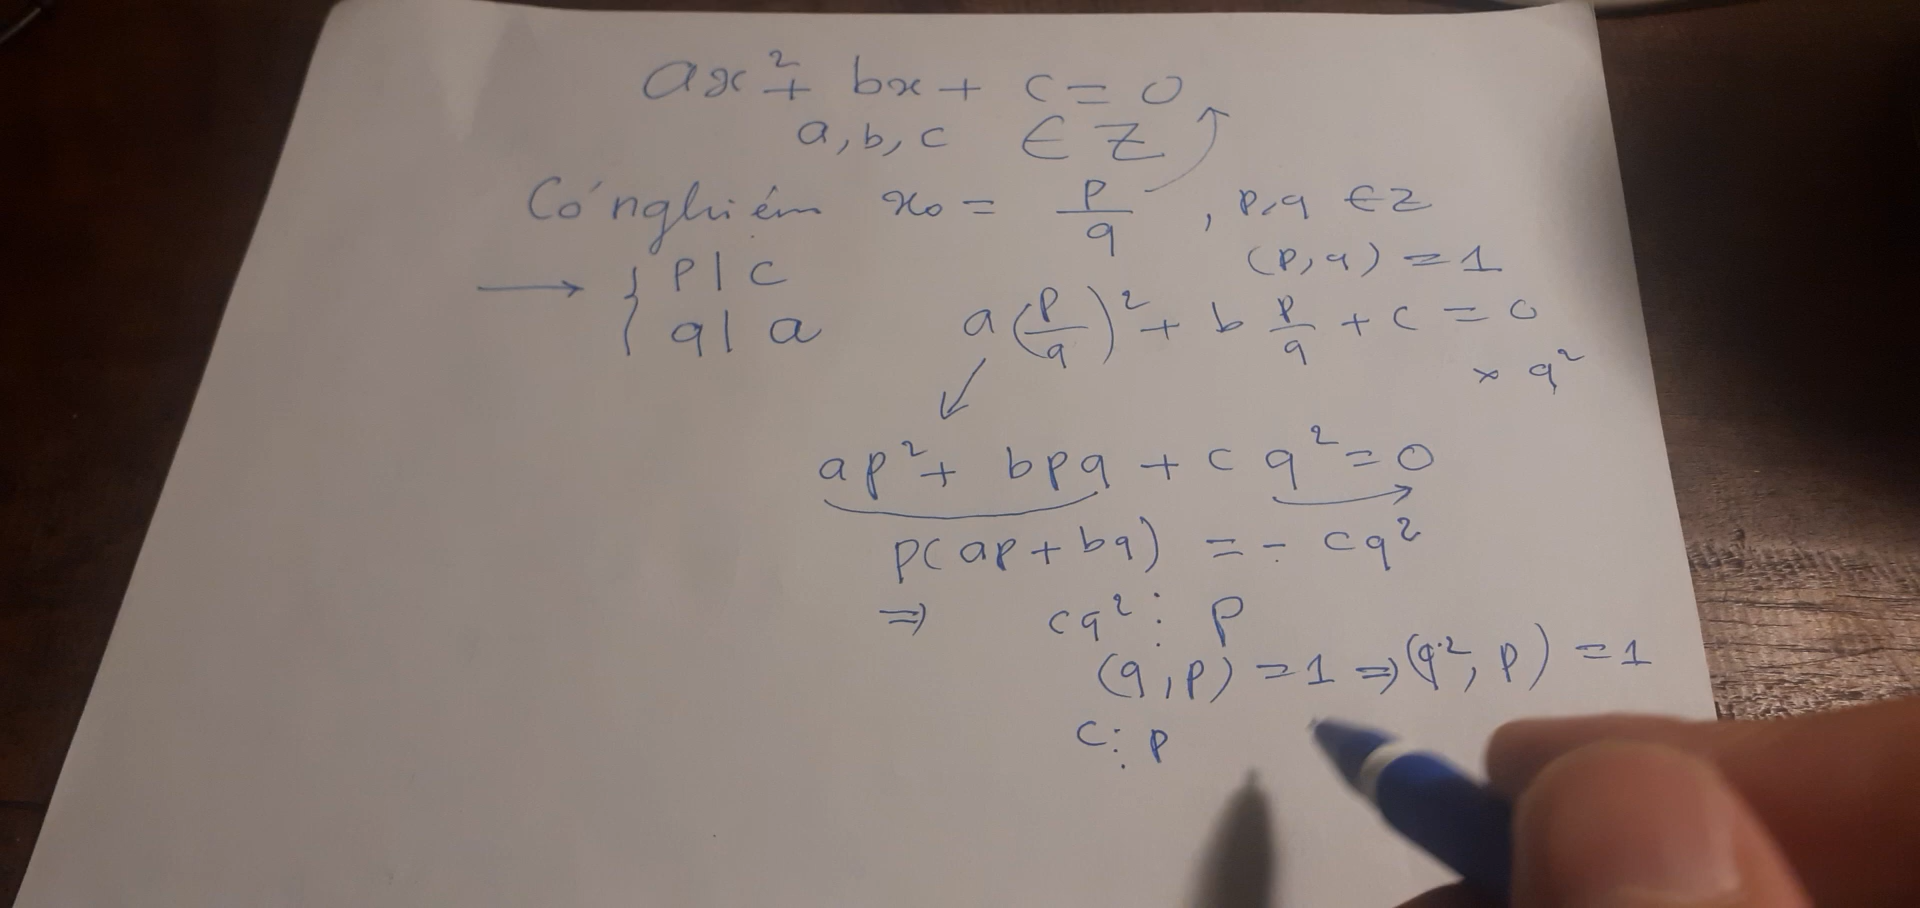 ax² + bx + c = 0
a, b, c ∈ Z
Có nghiệm x₀ = p/q , p, q ∈ Z
(p, q) = 1
→ { p | c
q | a
a(p/q)² + b p/q + c = 0
× q²
ap² + bpq + cq² = 0
p(ap + bq) = - cq²
⇒ cq² ⋮ p
(q, p) = 1 ⇒ (q², p) = 1
c ⋮ p